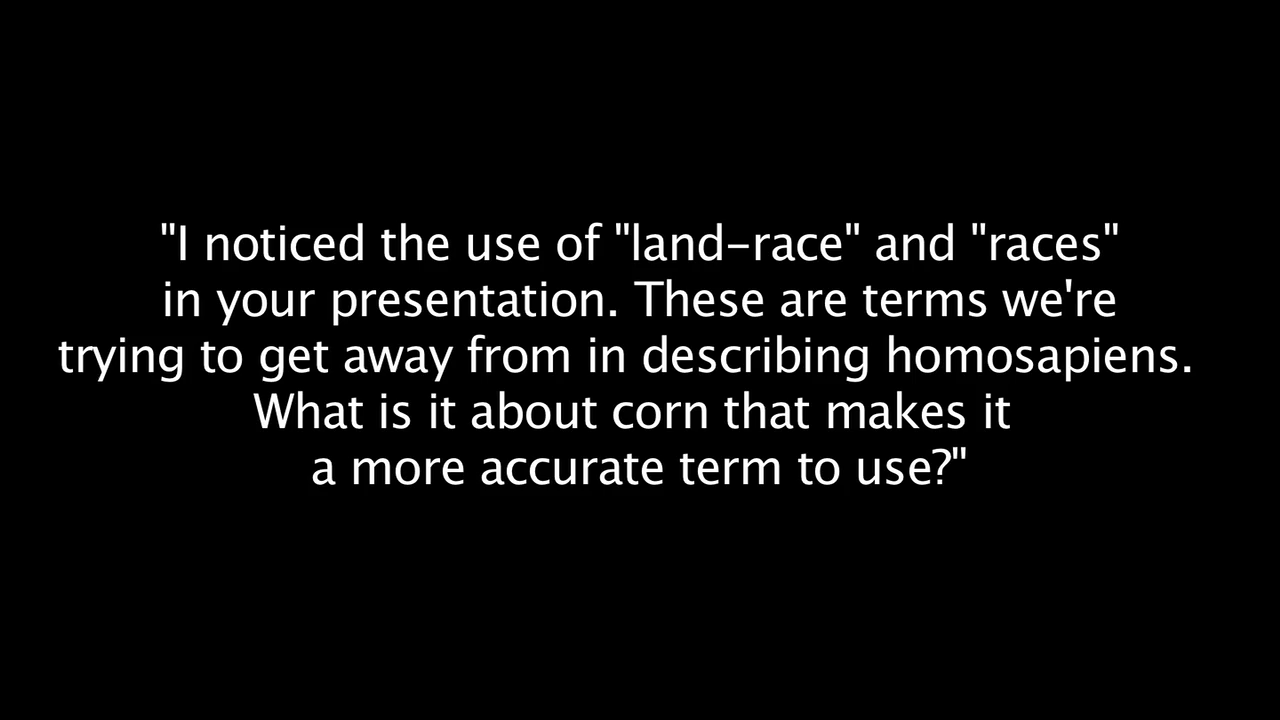 "I noticed the use of "land-race" and "races"
in your presentation. These are terms we're
trying to get away from in describing homosapiens.
What is it about corn that makes it
a more accurate term to use?"